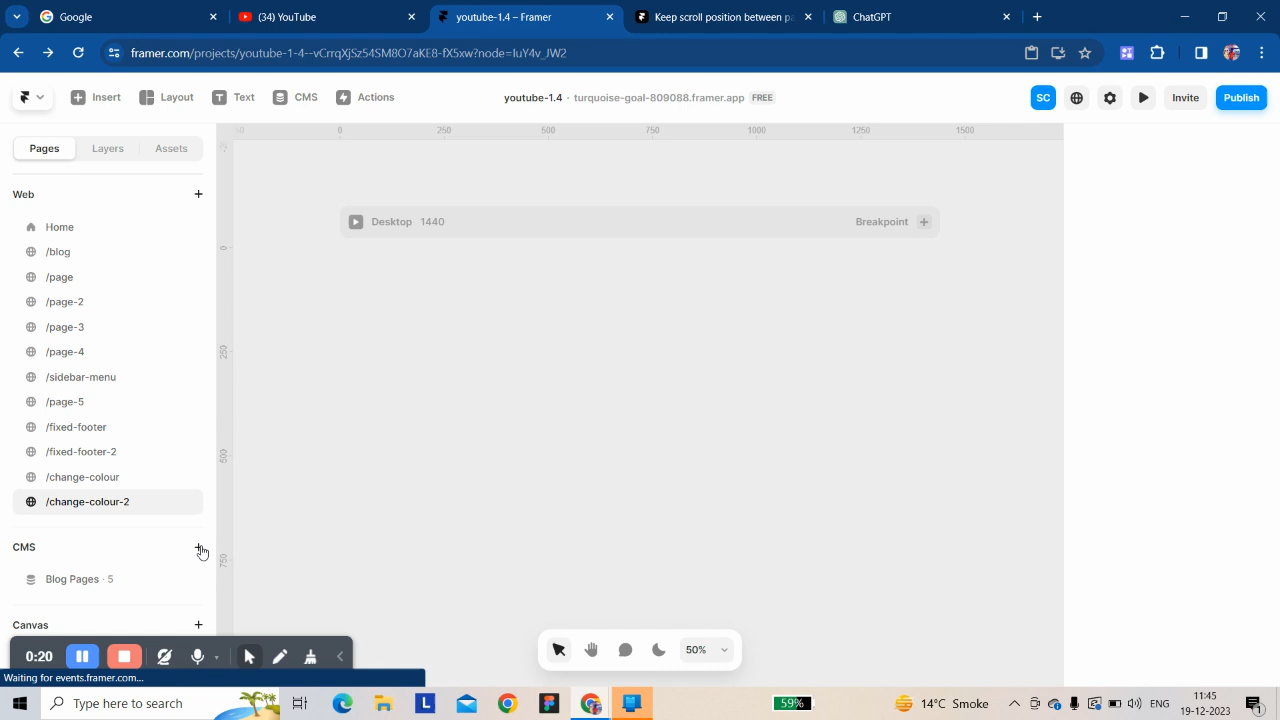 Google
(34) YouTube
youtube-1.4 – Framer
Keep scroll position between pa
ChatGPT
framer.com/projects/youtube-1-4--vCrrqXjSz54SM8O7aKE8-fX5xw?node=IuY4v_JW2
Insert
Layout
Text
CMS
Actions
youtube-1.4 · turquoise-goal-809088.framer.app FREE
SC
Invite
Publish
Pages
Layers
Assets
0 250 500 750 1000 1250 1500
Web
Home
/blog
/page
/page-2
/page-3
/page-4
/sidebar-menu
/page-5
/fixed-footer
/fixed-footer-2
/change-colour
/change-colour-2
CMS
Blog Pages · 5
Canvas
Desktop 1440
Breakpoint
0
250
500
750
50%
0:20
Waiting for events.framer.com...
Type here to search
59%
14°C Smoke
ENG
11:45
19-12-2023
1